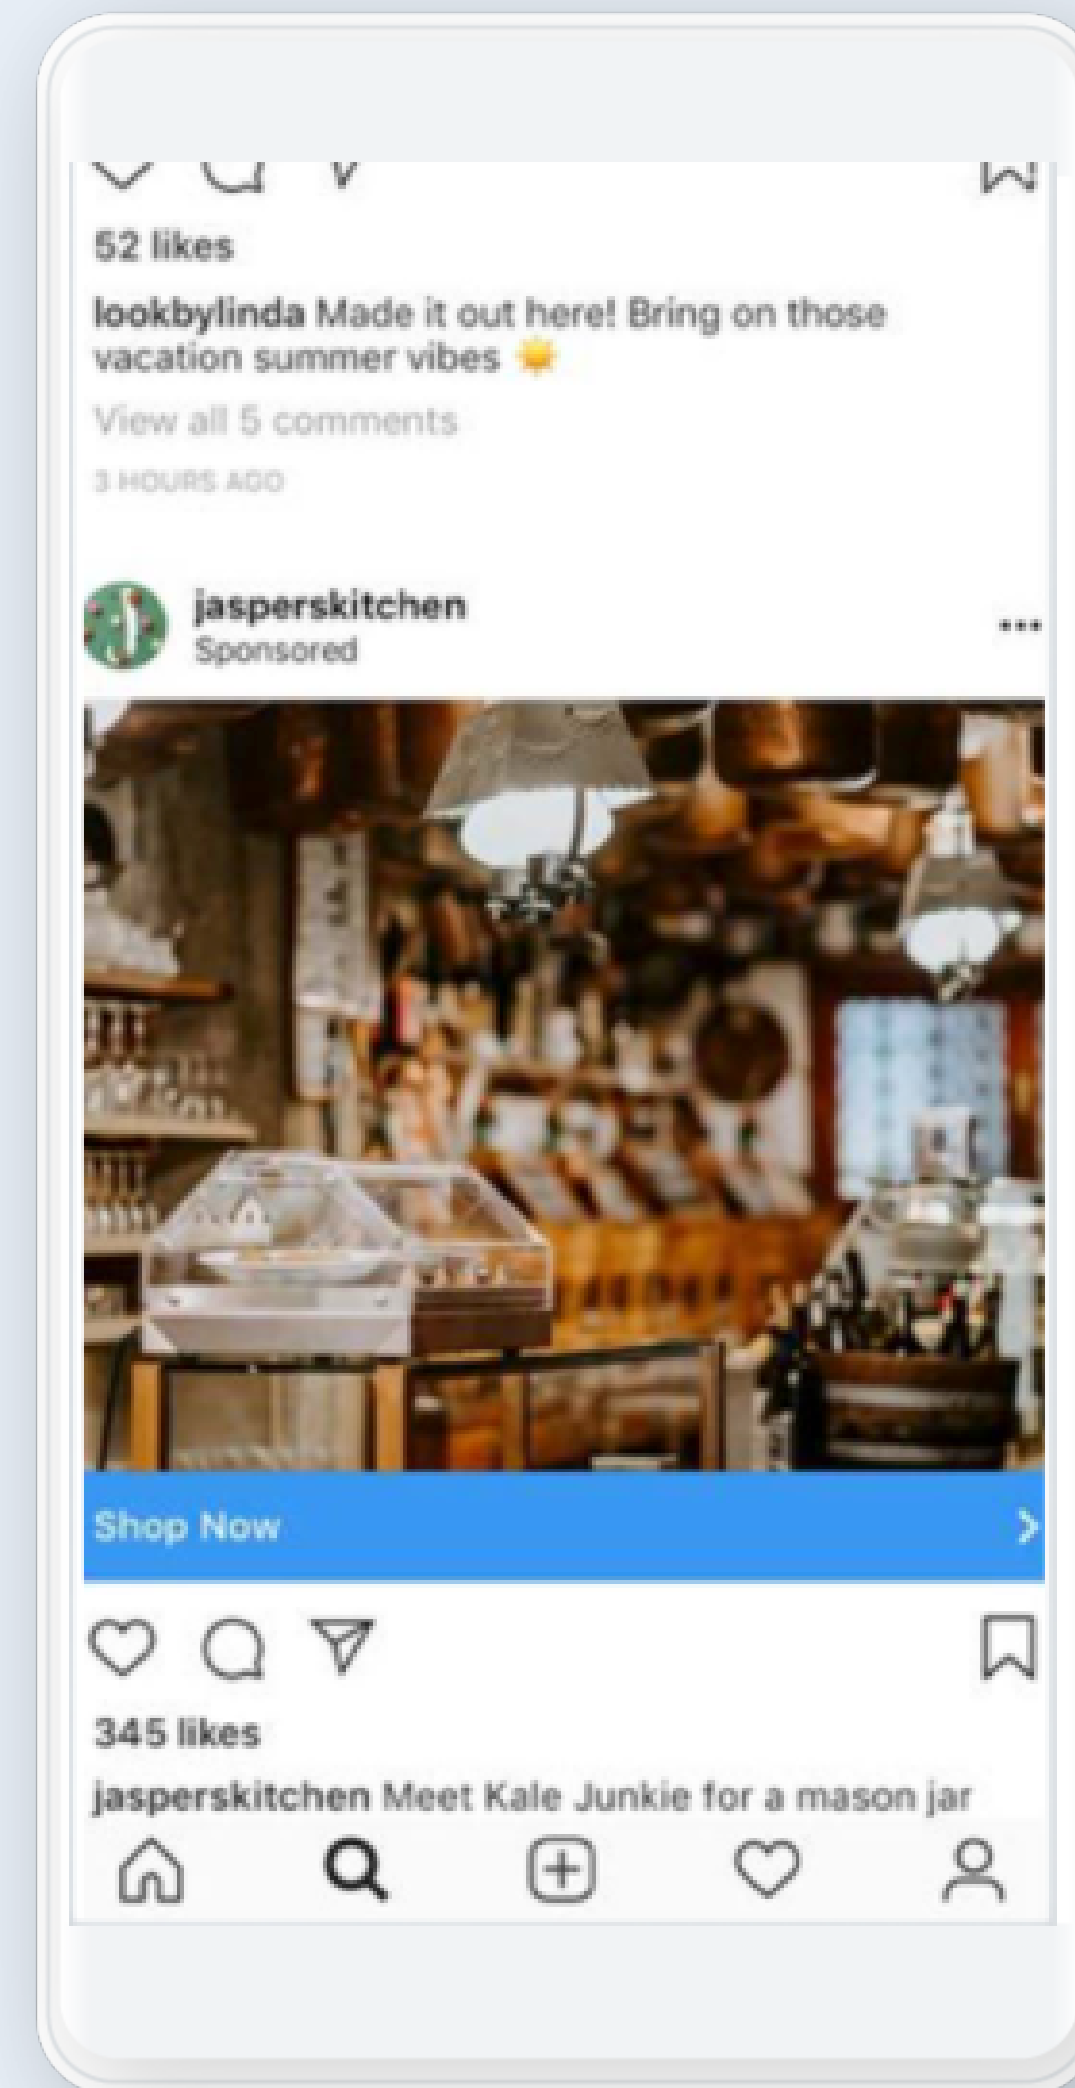 52 likes
lookbylinda Made it out here! Bring on those
vacation summer vibes ☀️
View all 5 comments
3 HOURS AGO
jasperskitchen
Sponsored
Shop Now
345 likes
jasperskitchen Meet Kale Junkie for a mason jar